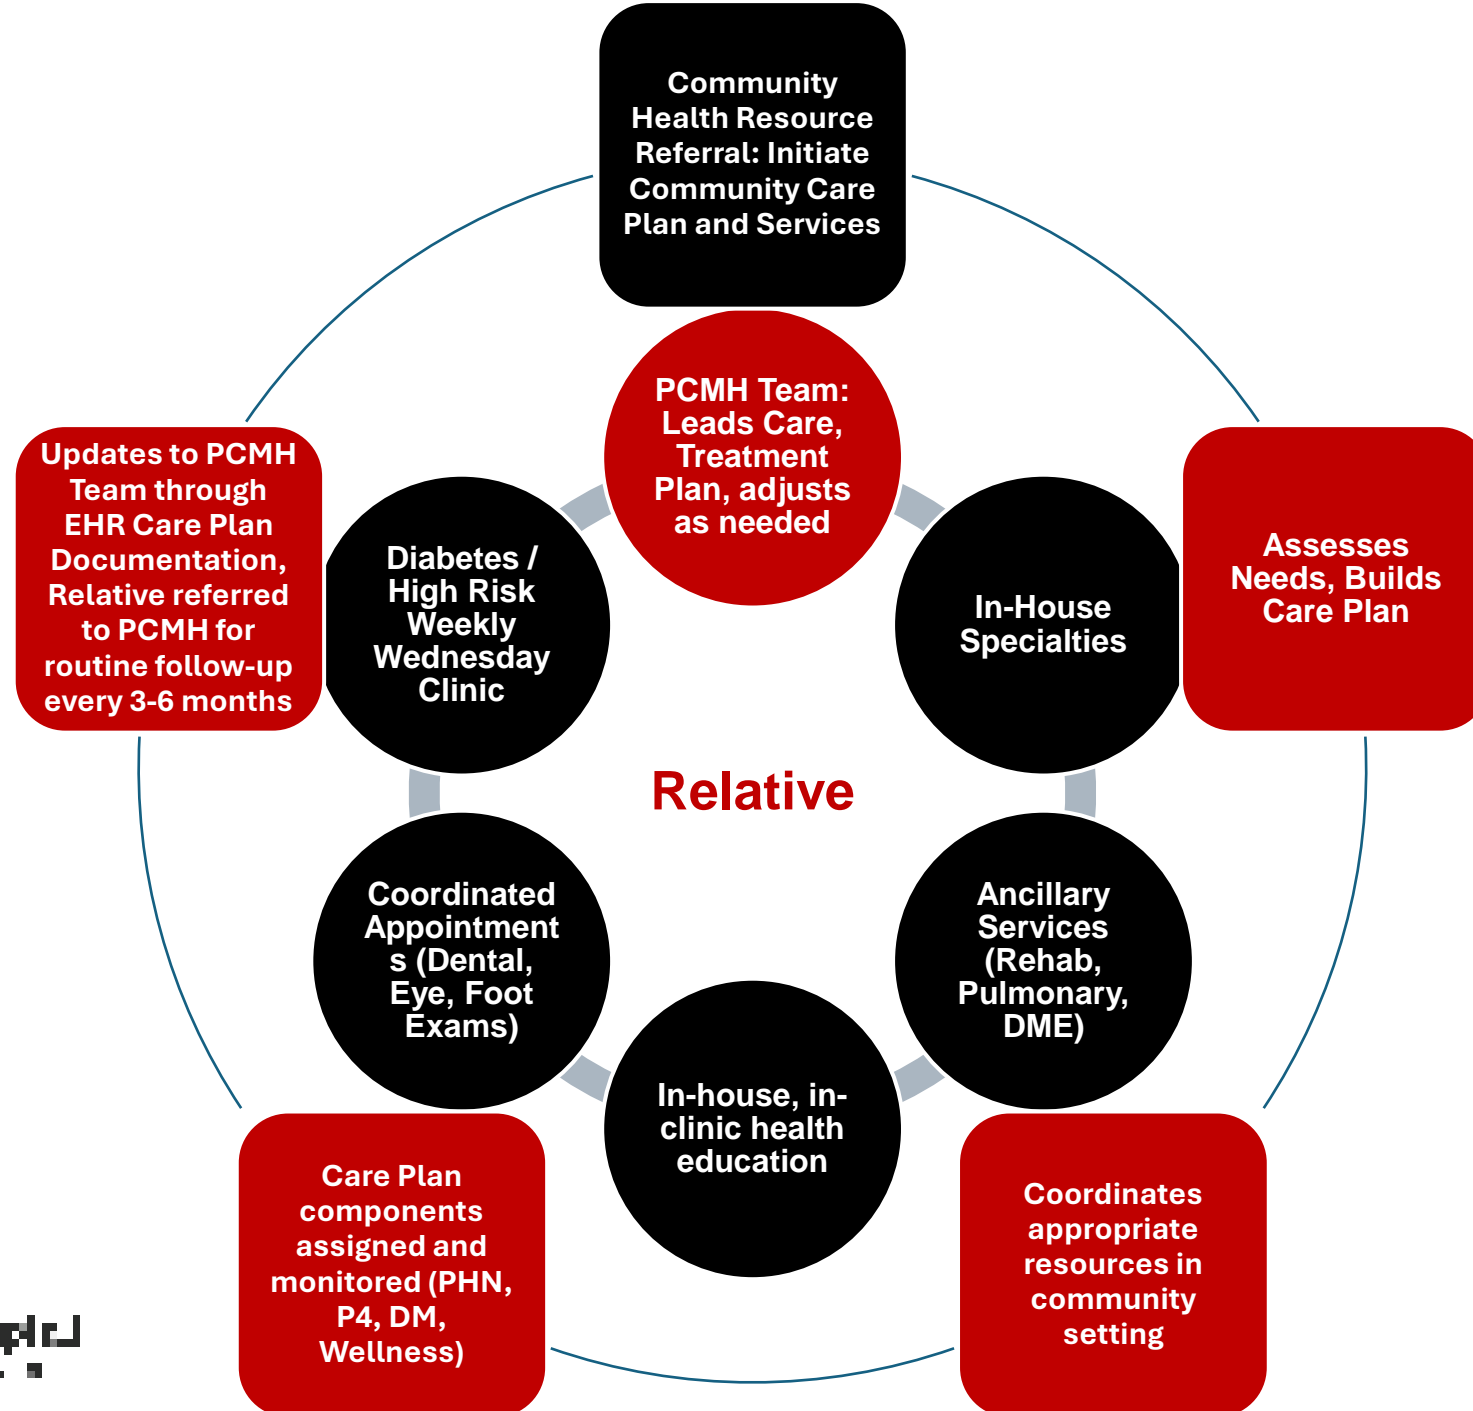 Community
Health Resource
Referral: Initiate
Community Care
Plan and Services
PCMH Team:
Leads Care,
Treatment
Plan, adjusts
as needed
Updates to PCMH
Team through
EHR Care Plan
Documentation,
Relative referred
to PCMH for
routine follow-up
every 3-6 months
Diabetes /
High Risk
Weekly
Wednesday
Clinic
In-House
Specialties
Assesses
Needs, Builds
Care Plan
Relative
Coordinated
Appointment
s (Dental,
Eye, Foot
Exams)
Ancillary
Services
(Rehab,
Pulmonary,
DME)
In-house, in-
clinic health
education
Care Plan
components
assigned and
monitored (PHN,
P4, DM,
Wellness)
Coordinates
appropriate
resources in
community
setting